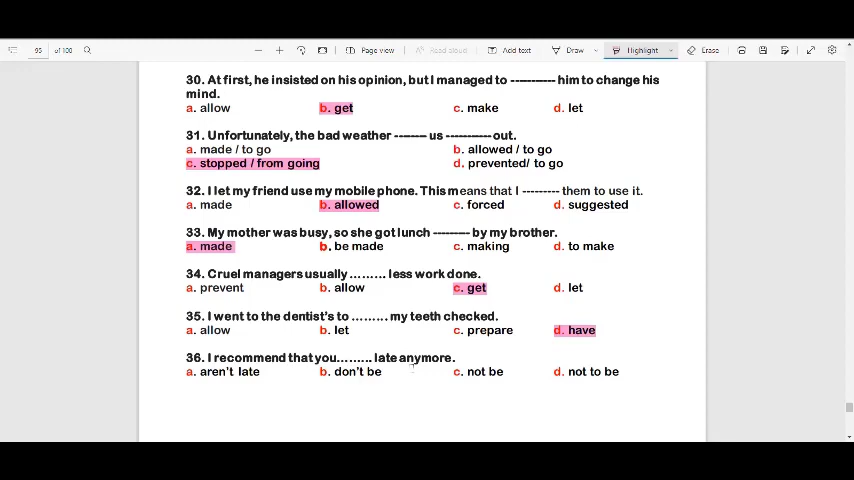 95 of 100 Page view Read aloud Add text Draw Highlight Erase
30. At first, he insisted on his opinion, but I managed to ----------- him to change his
mind.
a. allow b. get c. make d. let
31. Unfortunately, the bad weather -------- us ----------- out.
a. made / to go b. allowed / to go
c. stopped / from going d. prevented/ to go
32. I let my friend use my mobile phone. This means that I --------- them to use it.
a. made b. allowed c. forced d. suggested
33. My mother was busy, so she got lunch --------- by my brother.
a. made b. be made c. making d. to make
34. Cruel managers usually ……… less work done.
a. prevent b. allow c. get d. let
35. I went to the dentist's to ……… my teeth checked.
a. allow b. let c. prepare d. have
36. I recommend that you…….. late anymore.
a. aren't late b. don't be c. not be d. not to be